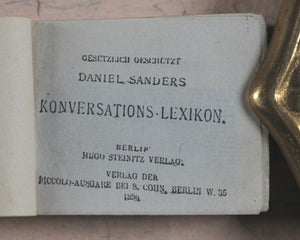 GESETZLICH GESCHÜTZT
DANIEL SANDERS
KONVERSATIONS-LEXIKON.
BERLIN
HUGO STEINITZ VERLAG.
VERLAG DER
PICCOLO-AUSGABE BEI S. COHN, BERLIN W. 35